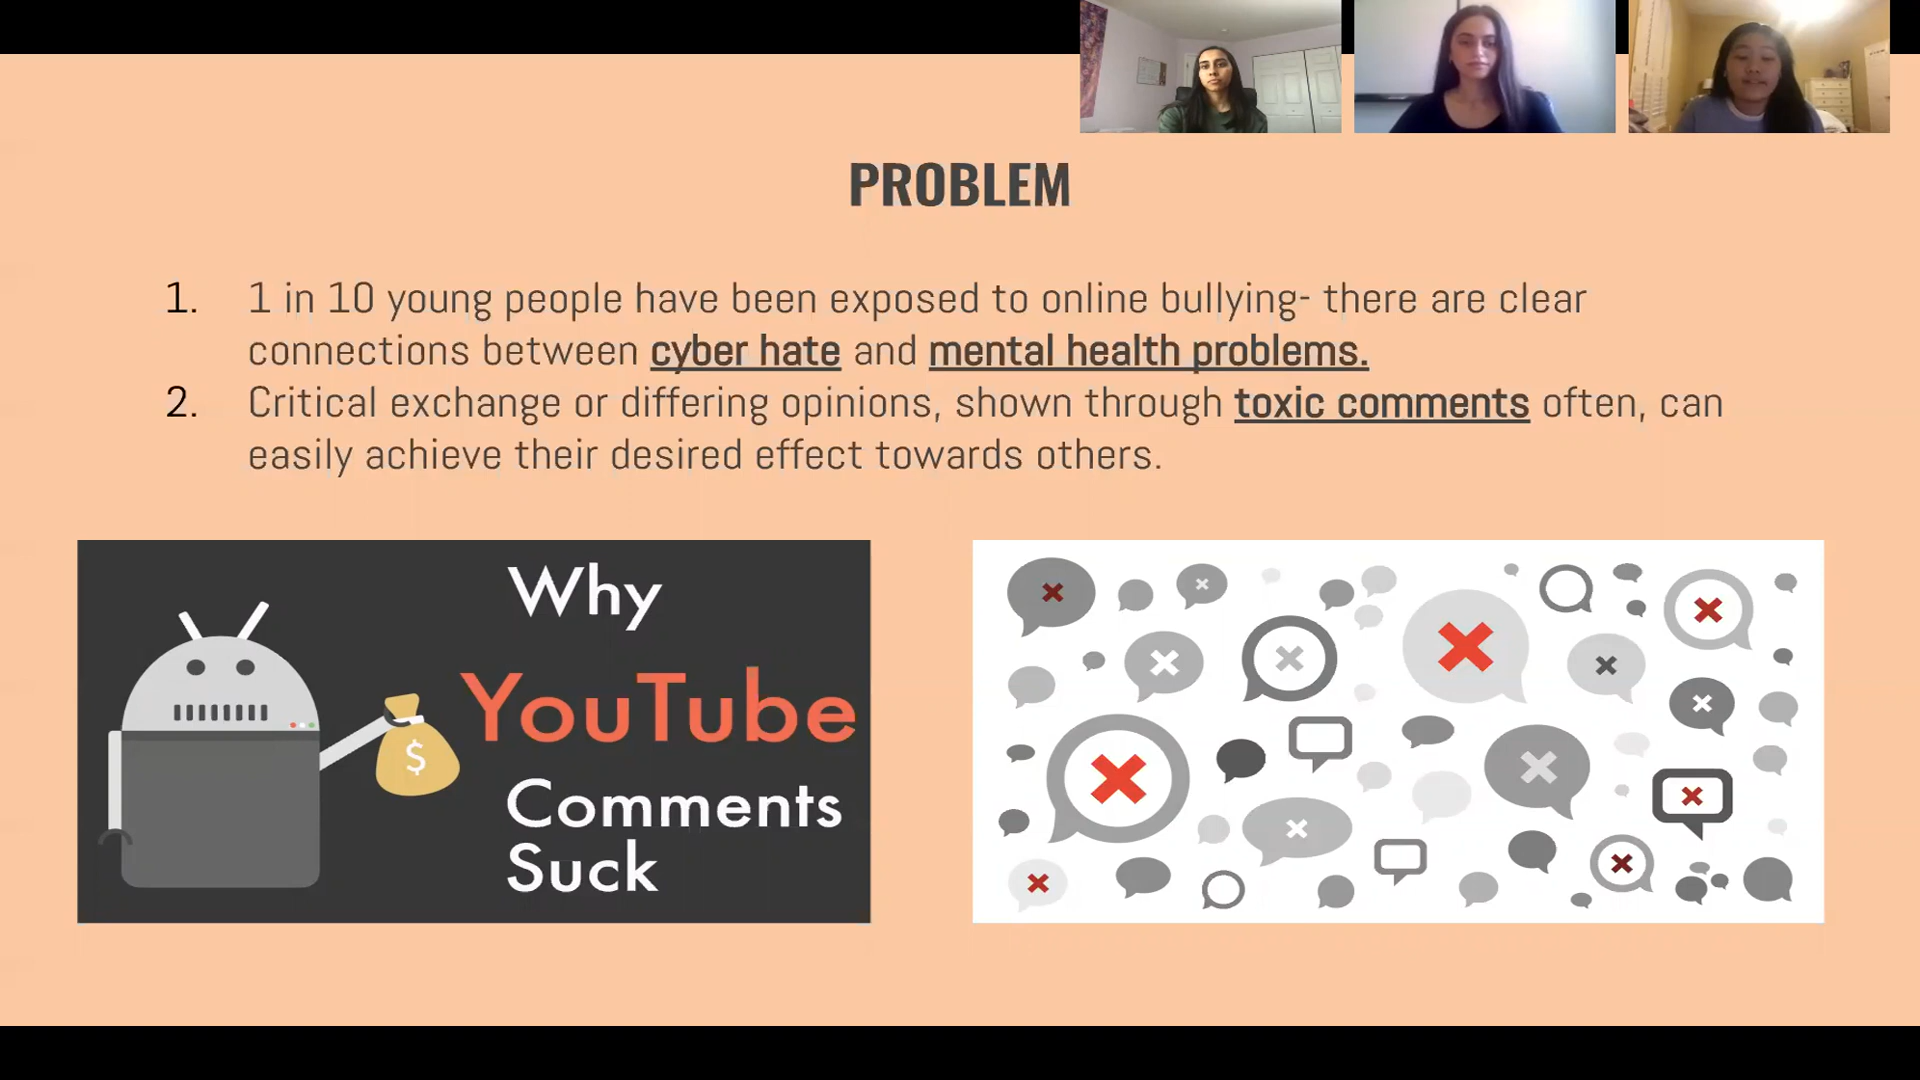 PROBLEM
1. 1 in 10 young people have been exposed to online bullying- there are clear
connections between cyber hate and mental health problems.
2. Critical exchange or differing opinions, shown through toxic comments often, can
easily achieve their desired effect towards others.
Why
YouTube
$
Comments
Suck